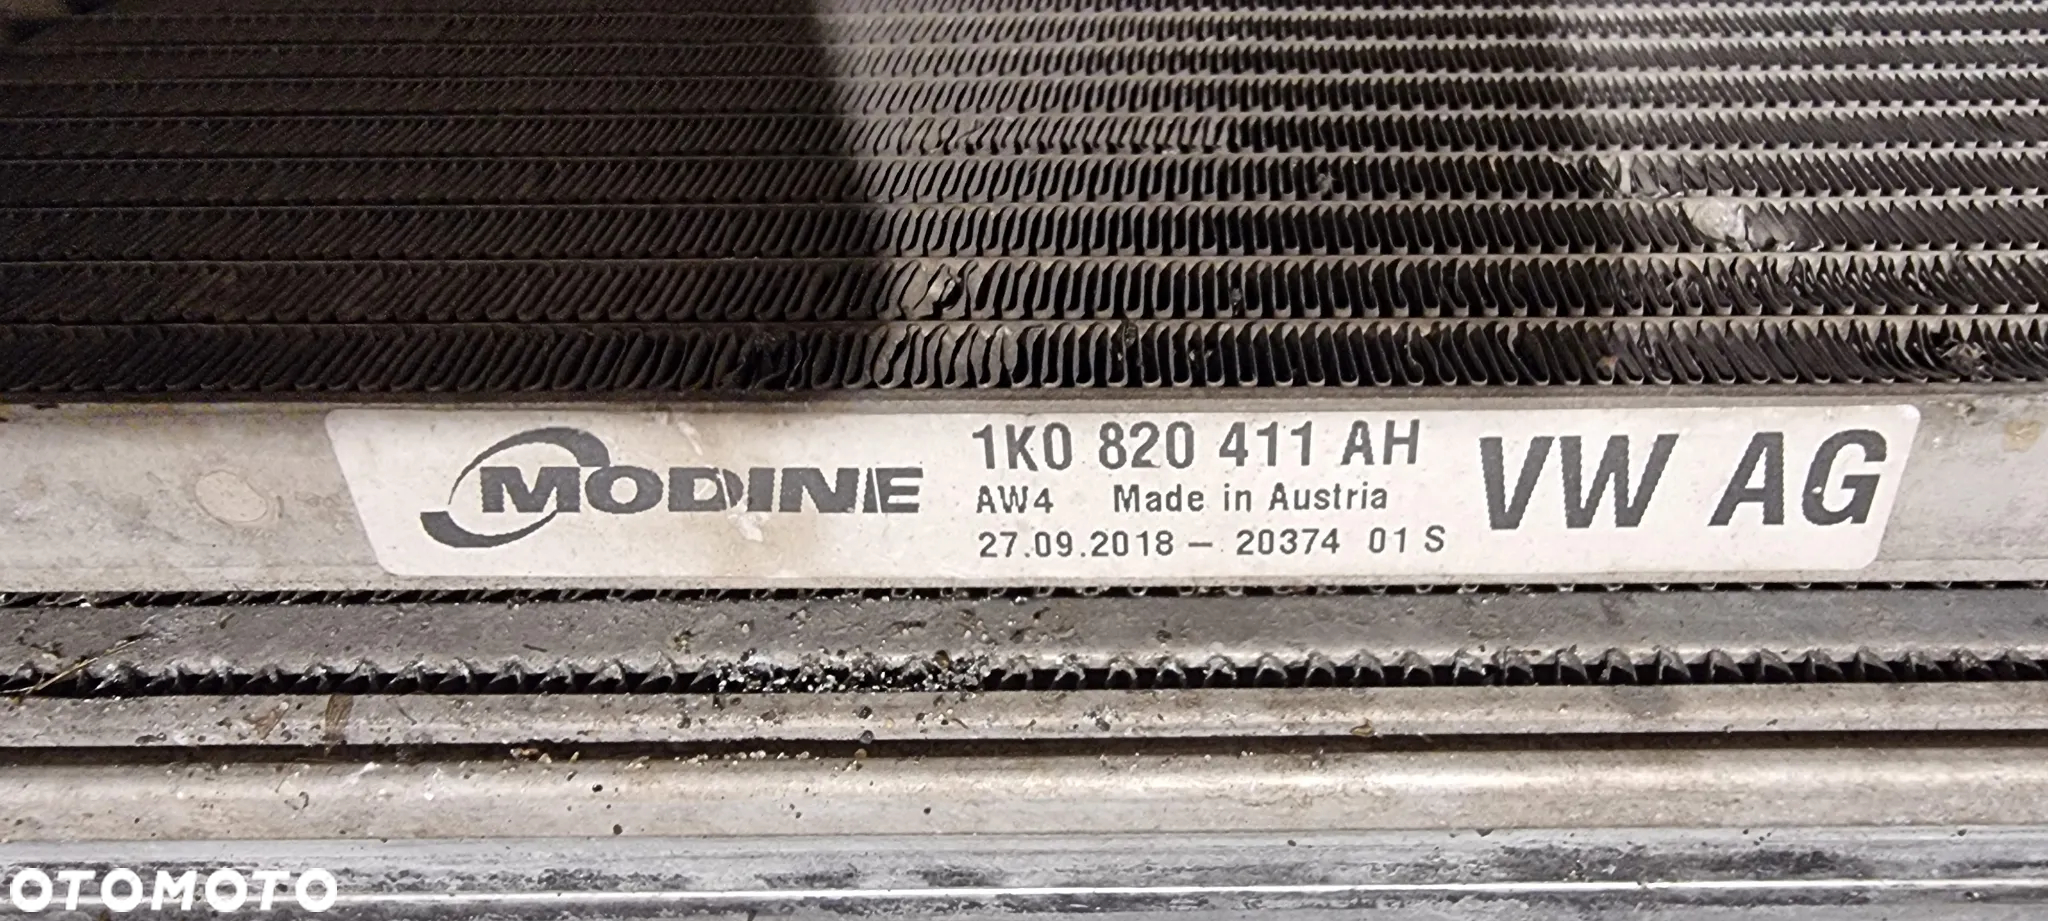 MODINE
1K0 820 411 AH
AW4 Made in Austria
27.09.2018 – 20374 01 S
VW AG
OTOMOTO